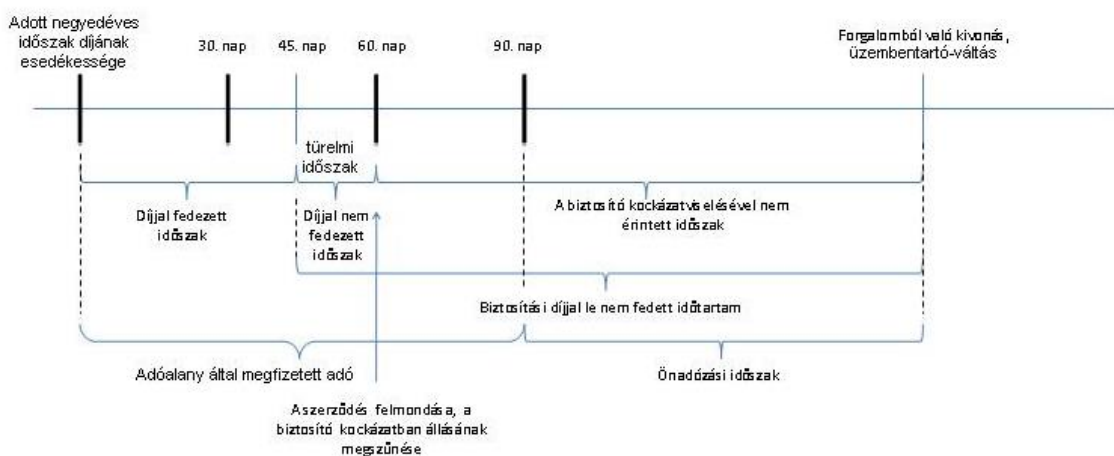 Adott negyedéves
időszak díjának
esedékessége
30. nap
45. nap
60. nap
90. nap
Forgalomból való kivonás,
üzembentartó-váltás
türelmi
időszak
Díjjal fedezett
időszak
Díjjal nem
fedezett
időszak
A biztosító kockázatviselésével nem
érintett időszak
Biztosítási díjjal le nem fedett időtartam
Adóalany által megfizetett adó
Önadózási időszak
A szerződés felmondása, a
biztosító kockázatban állásának
megszűnése